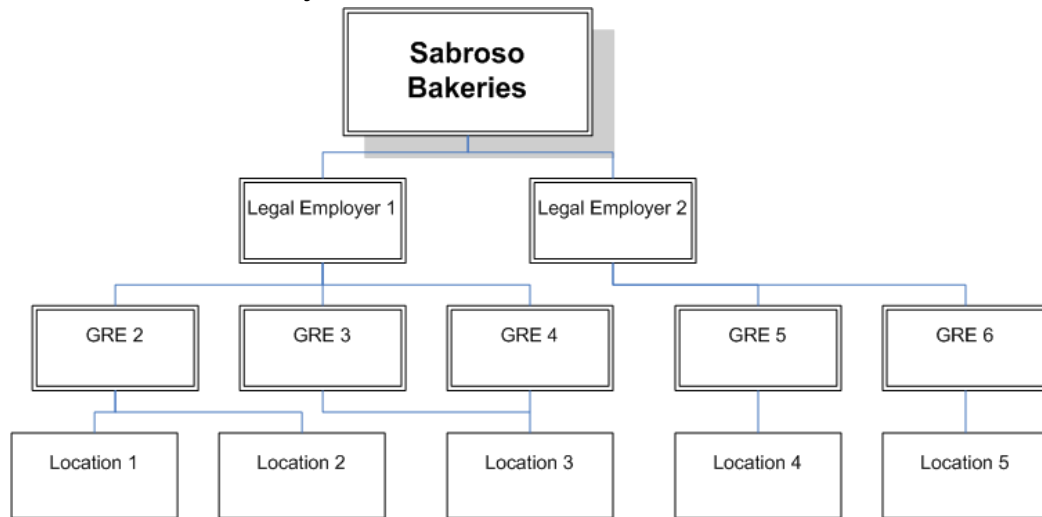 Sabroso
Bakeries
Legal Employer 1
Legal Employer 2
GRE 2
GRE 3
GRE 4
GRE 5
GRE 6
Location 1
Location 2
Location 3
Location 4
Location 5